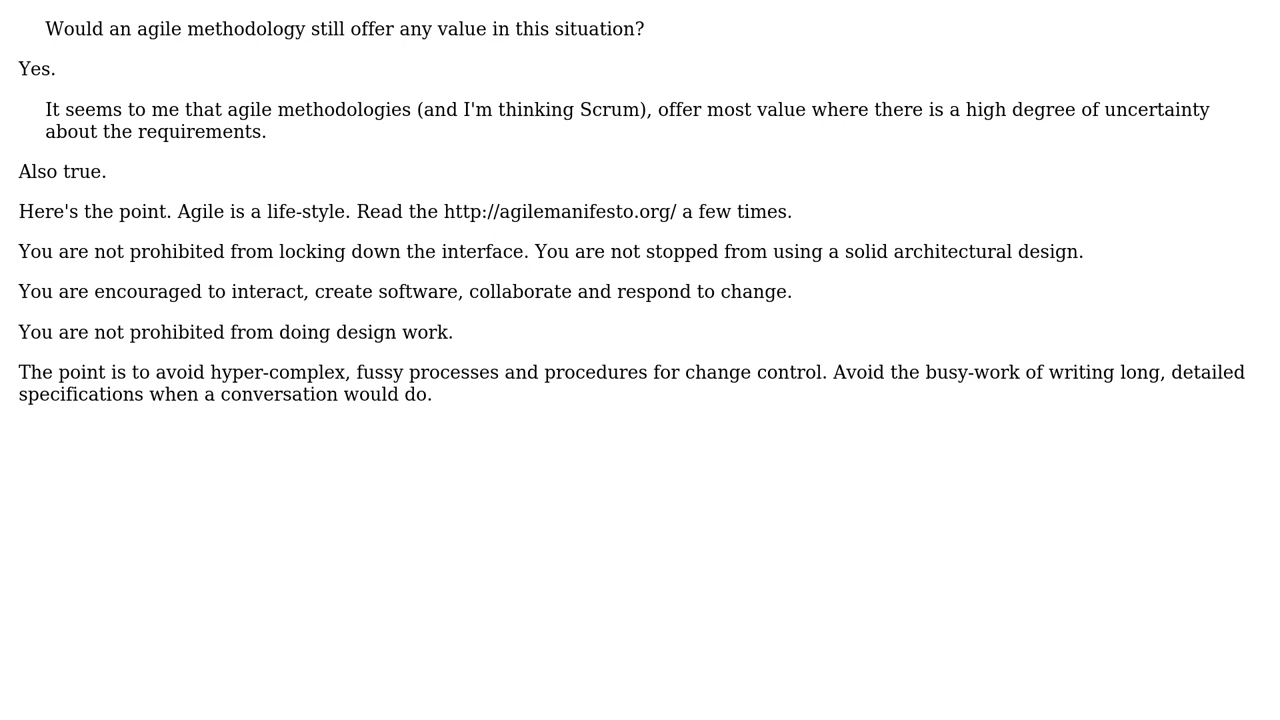 Would an agile methodology still offer any value in this situation?
Yes.
It seems to me that agile methodologies (and I'm thinking Scrum), offer most value where there is a high degree of uncertainty
about the requirements.
Also true.
Here's the point. Agile is a life-style. Read the http://agilemanifesto.org/ a few times.
You are not prohibited from locking down the interface. You are not stopped from using a solid architectural design.
You are encouraged to interact, create software, collaborate and respond to change.
You are not prohibited from doing design work.
The point is to avoid hyper-complex, fussy processes and procedures for change control. Avoid the busy-work of writing long, detailed
specifications when a conversation would do.